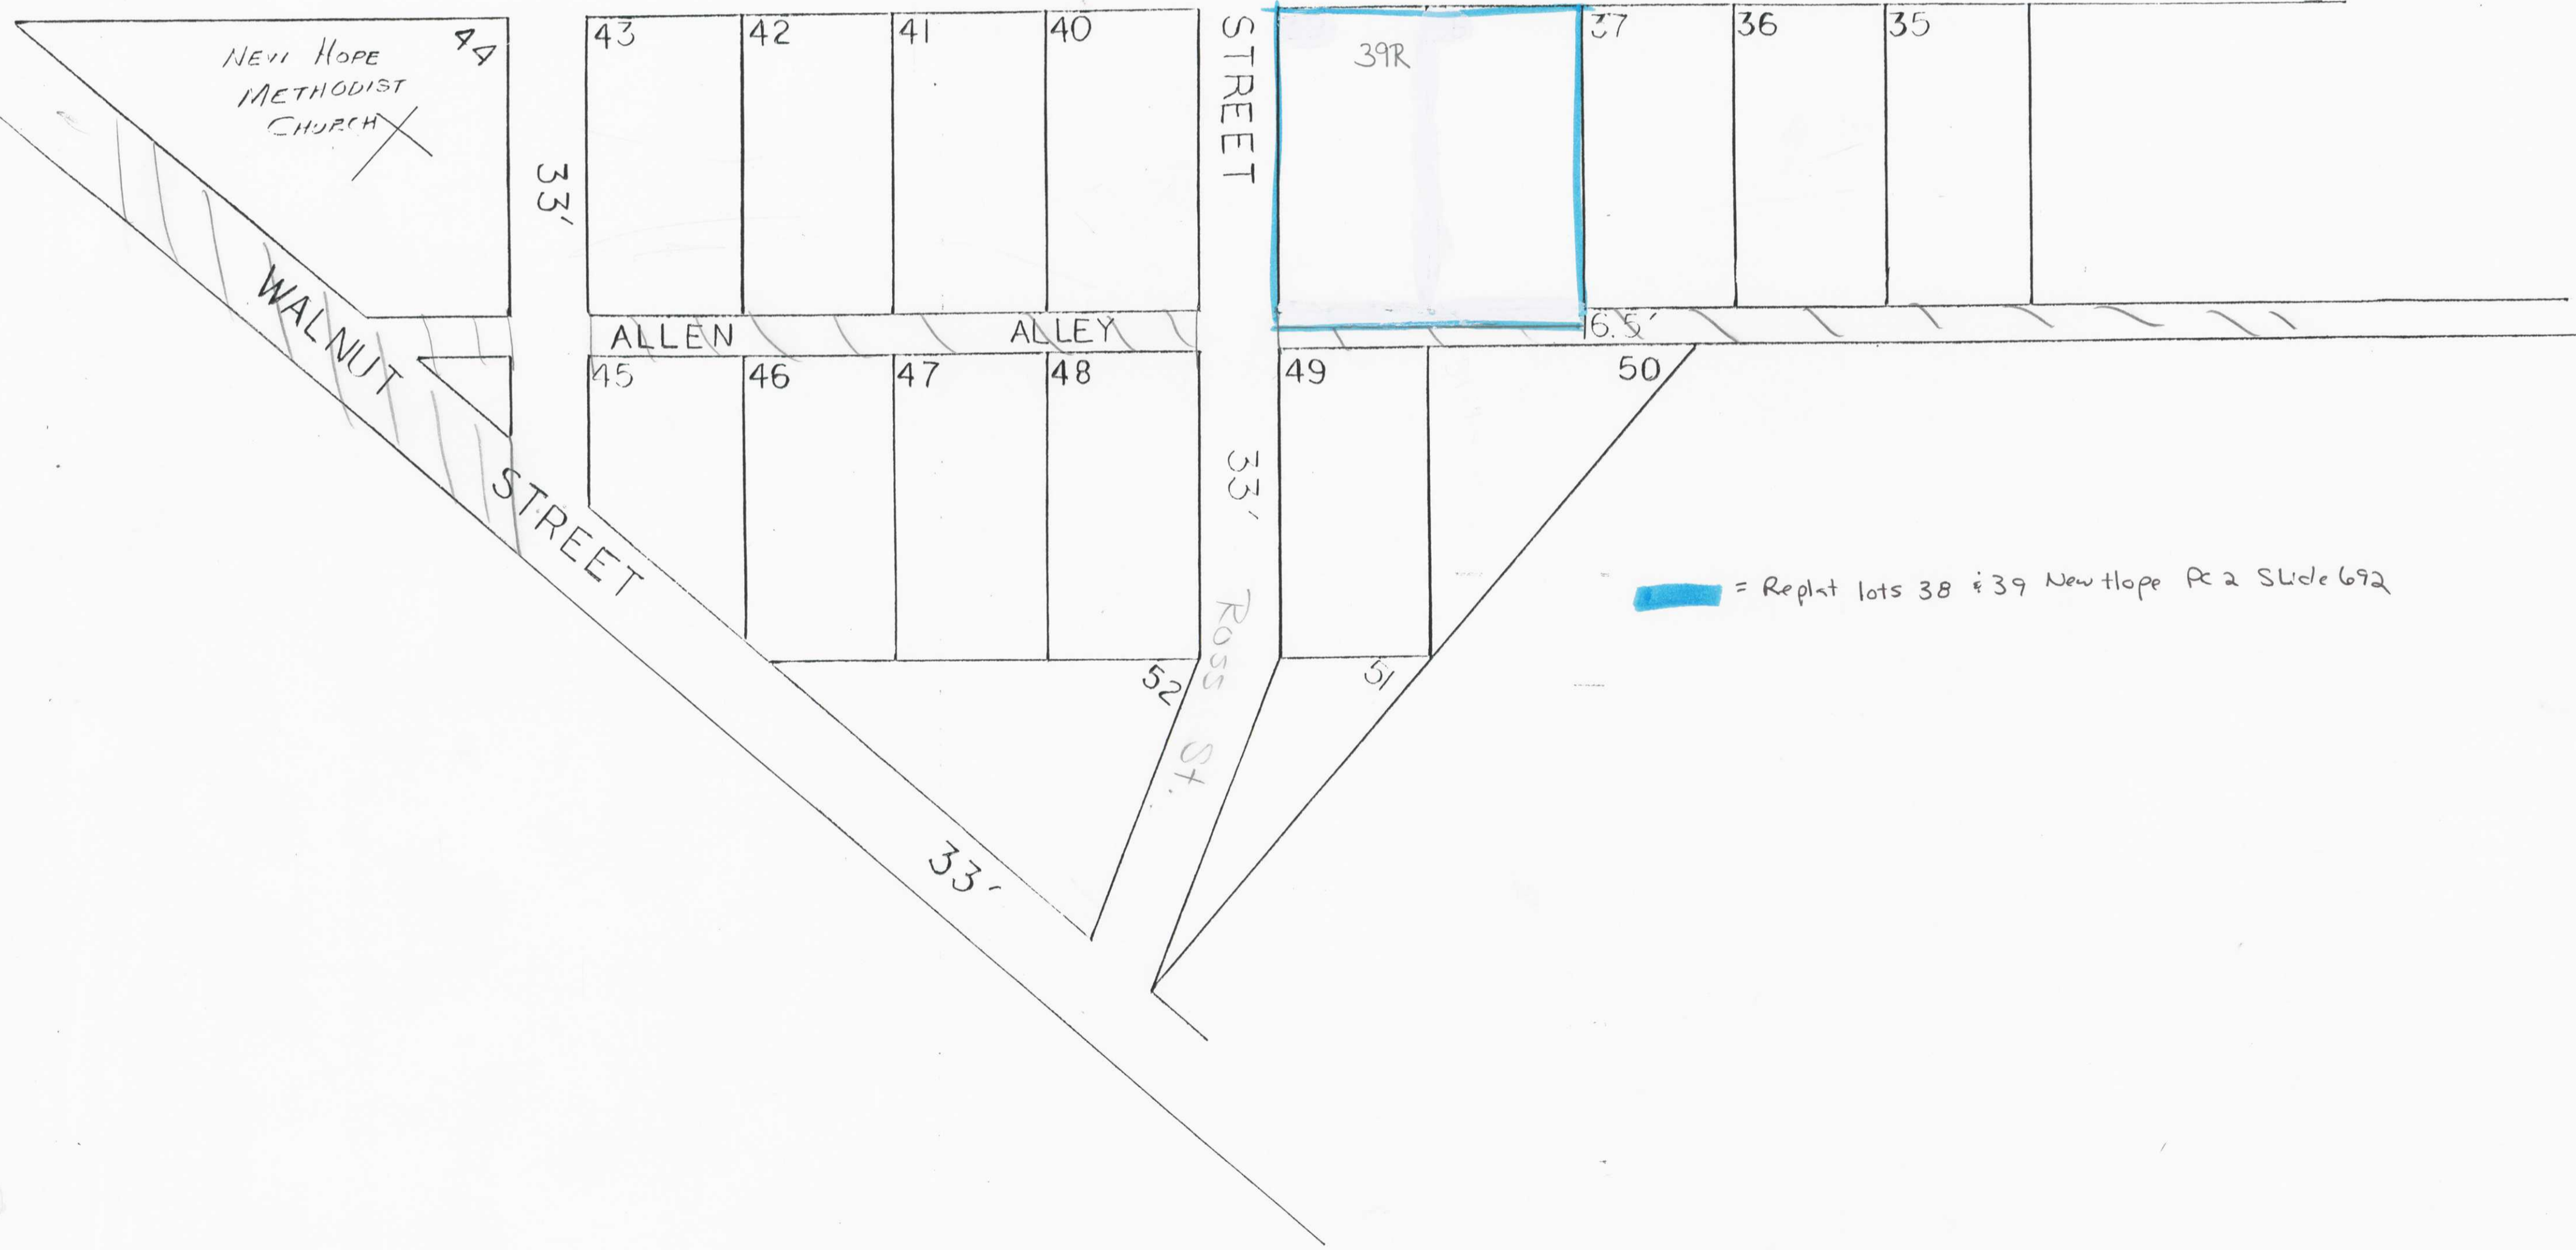 44
NEW HOPE
METHODIST
CHURCH
43
42
41
40
STREET
39R
37
36
35
33'
WALNUT
STREET
ALLEN ALLEY
6.5'
45
46
47
48
49
50
33'
Ross St.
52
51
33'
= Replat lots 38 & 39 New Hope PC 2 Slide 692